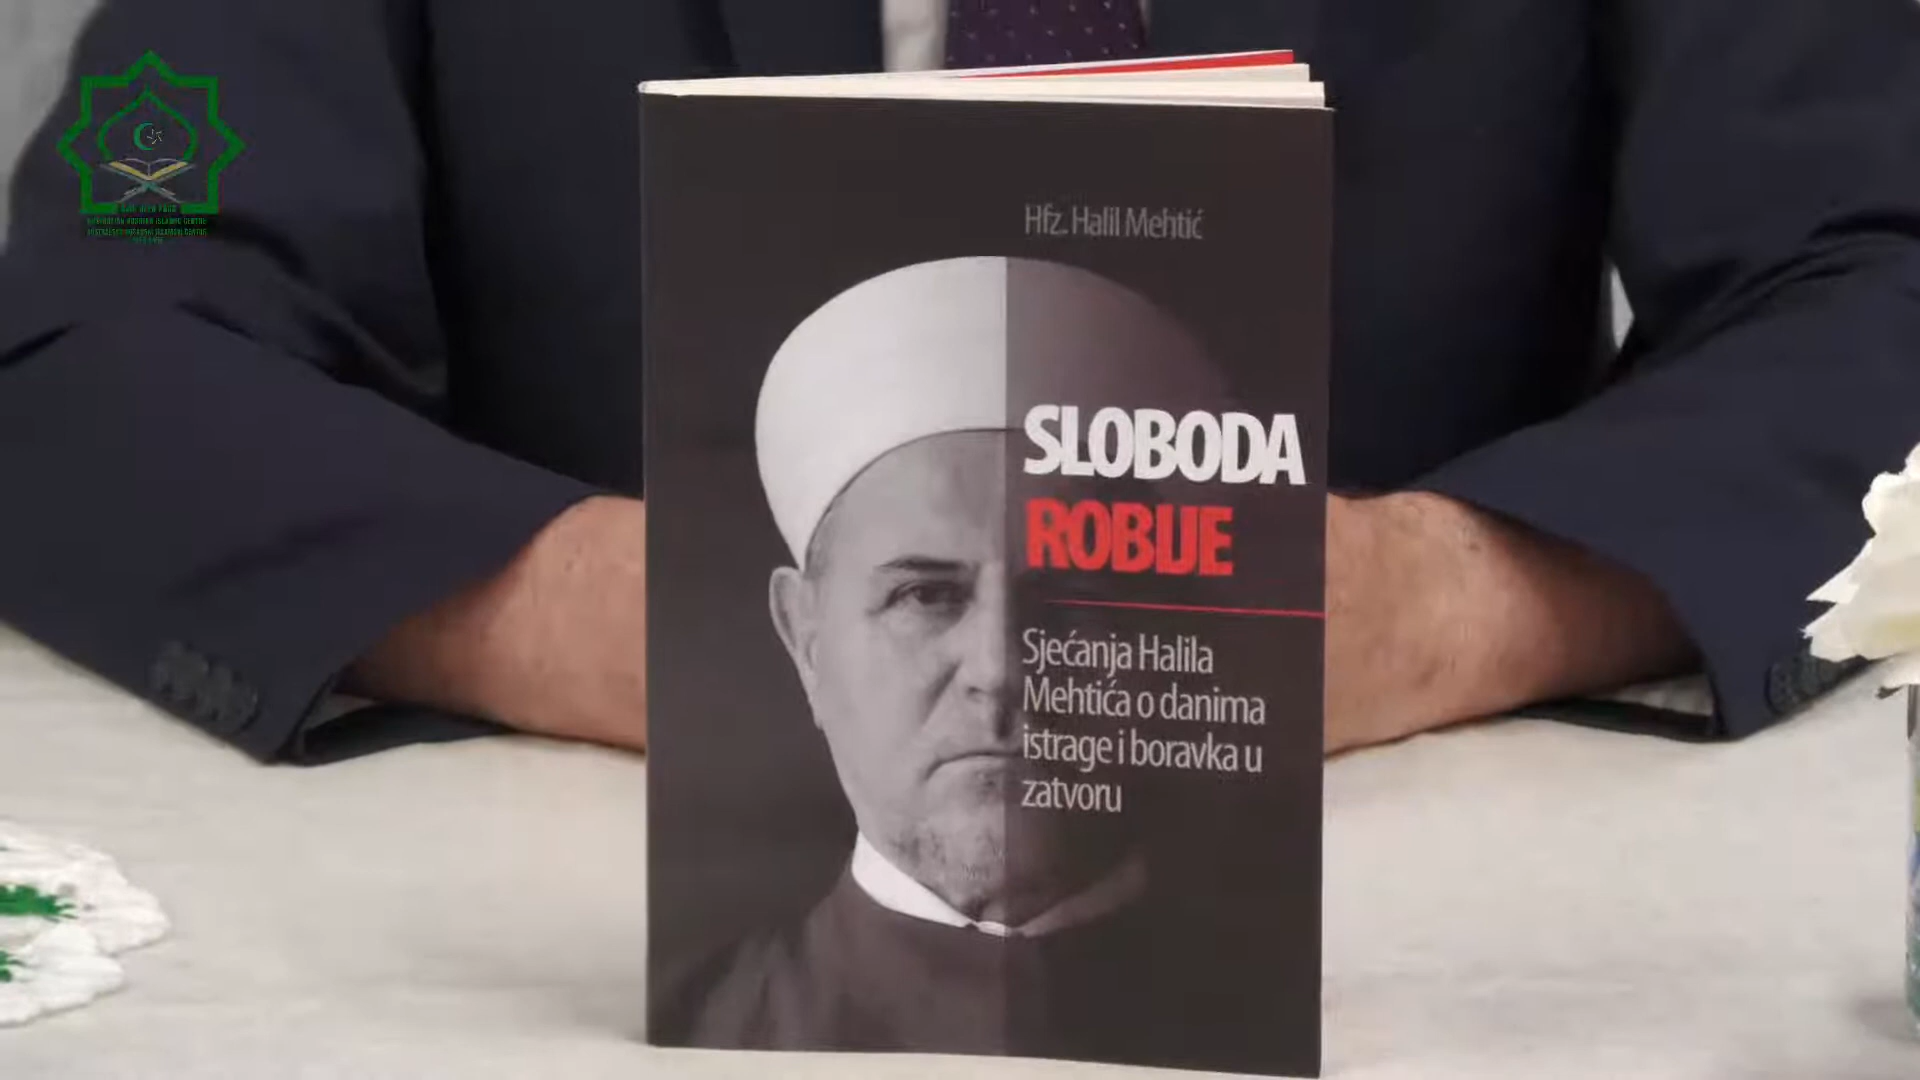 Hfz. Halil Mehtić
SLOBODA
ROBIJE
Sjećanja Halila
Mehtića o danima
istrage i boravka u
zatvoru